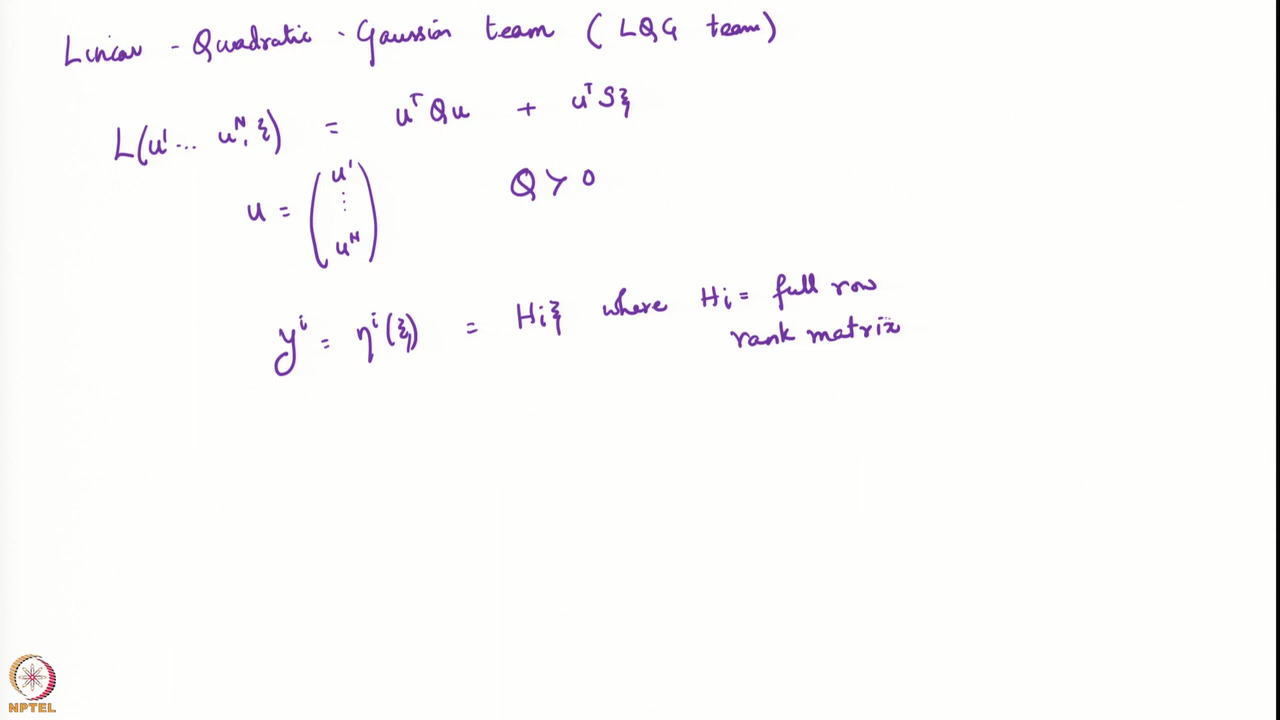 Linear - Quadratic - Gaussian team ( LQG team )
L(u¹ ... uᴺ, ξ) = uᵀQu + uᵀSξ
u = ( u¹ ⋮ uᴺ ) Q ≻ 0
yⁱ = ηⁱ(ξ) = Hᵢξ where Hᵢ = full row
rank matrix
NPTEL